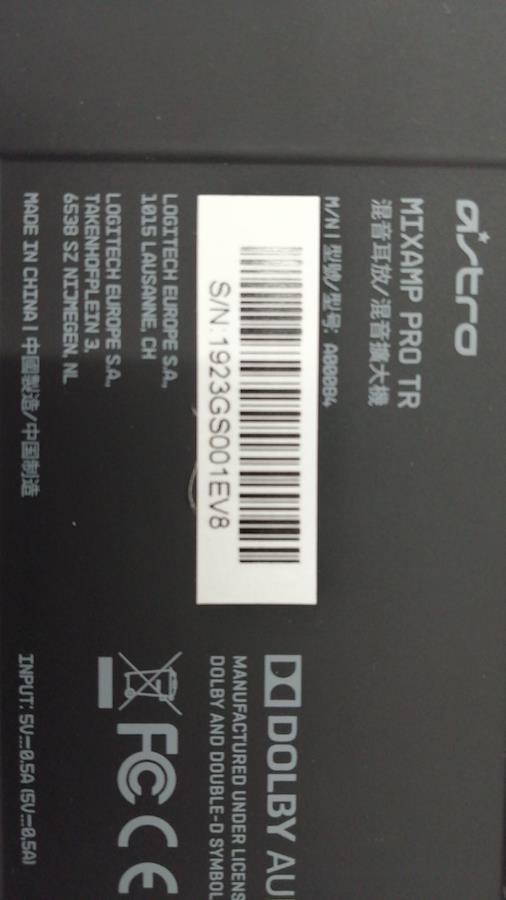 astro
MIXAMP PRO TR
混音耳放/混音擴大機
M/N | 型號/型号: A00084
S/N:1923GS001EV8
LOGITECH EUROPE S.A.
1015 LAUSANNE, CH
LOGITECH EUROPE S.A.
TAKENHOFPLEIN 3,
6538 SZ NIJMEGEN, NL
MADE IN CHINA | 中國製造/中国制造
DOLBY AU
MANUFACTURED UNDER LICENS
DOLBY AND DOUBLE-D SYMBOL
FC CE
INPUT: 5V⎓0.5A (5V⎓0.5A)